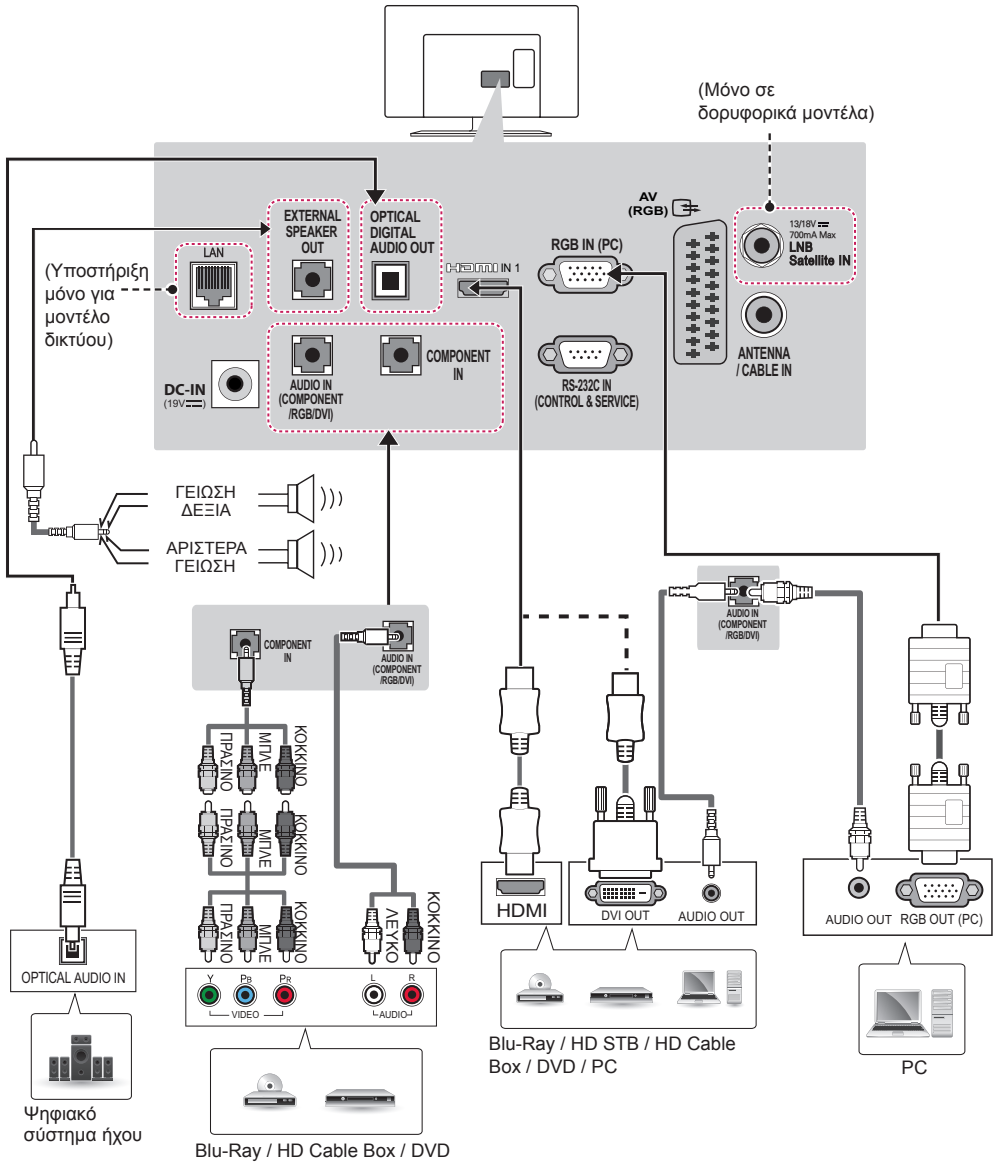 (Μόνο σε
δορυφορικά μοντέλα)
AV
(RGB)
13/18V
700mA Max
LNB
Satellite IN
EXTERNAL
SPEAKER
OUT
OPTICAL
DIGITAL
AUDIO OUT
RGB IN (PC)
LAN
HDMI IN 1
(Υποστήριξη
μόνο για
μοντέλο
δικτύου)
ANTENNA
/ CABLE IN
COMPONENT
IN
DC-IN
(19V)
AUDIO IN
(COMPONENT
/RGB/DVI)
RS-232C IN
(CONTROL & SERVICE)
ΓΕΙΩΣΗ
ΔΕΞΙΑ
ΑΡΙΣΤΕΡΑ
ΓΕΙΩΣΗ
AUDIO IN
(COMPONENT
/RGB/DVI)
COMPONENT
IN
AUDIO IN
(COMPONENT
/RGB/DVI)
ΠΡΑΣΙΝΟ
ΜΠΛΕ
ΚΟΚΚΙΝΟ
ΠΡΑΣΙΝΟ
ΜΠΛΕ
ΚΟΚΚΙΝΟ
ΠΡΑΣΙΝΟ
ΜΠΛΕ
ΚΟΚΚΙΝΟ
ΛΕΥΚΟ
ΚΟΚΚΙΝΟ
HDMI
DVI OUT
AUDIO OUT
AUDIO OUT
RGB OUT (PC)
OPTICAL AUDIO IN
Y
PB
PR
L
R
VIDEO
AUDIO
Blu-Ray / HD STB / HD Cable
Box / DVD / PC
PC
Ψηφιακό
σύστημα ήχου
Blu-Ray / HD Cable Box / DVD